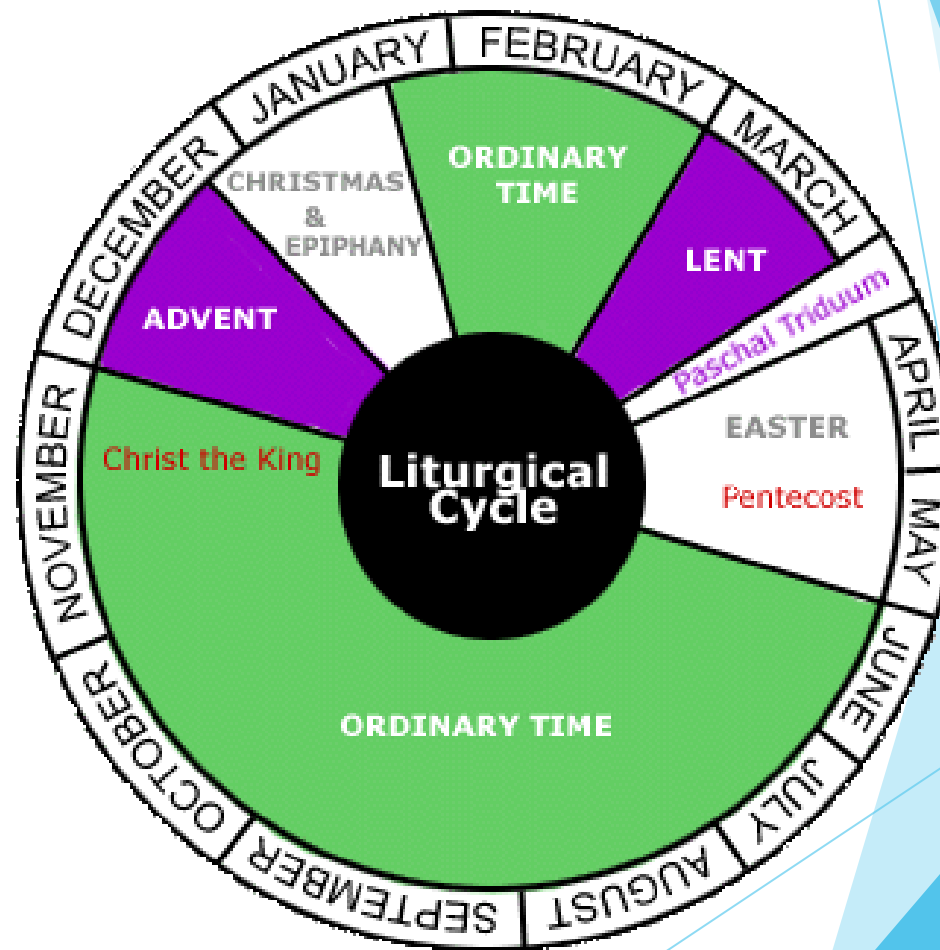 JANUARY
FEBRUARY
MARCH
APRIL
MAY
JUNE
JULY
AUGUST
SEPTEMBER
OCTOBER
NOVEMBER
DECEMBER
CHRISTMAS
&
EPIPHANY
ORDINARY
TIME
LENT
Paschal Triduum
EASTER
Pentecost
ORDINARY TIME
Christ the King
ADVENT
Liturgical
Cycle